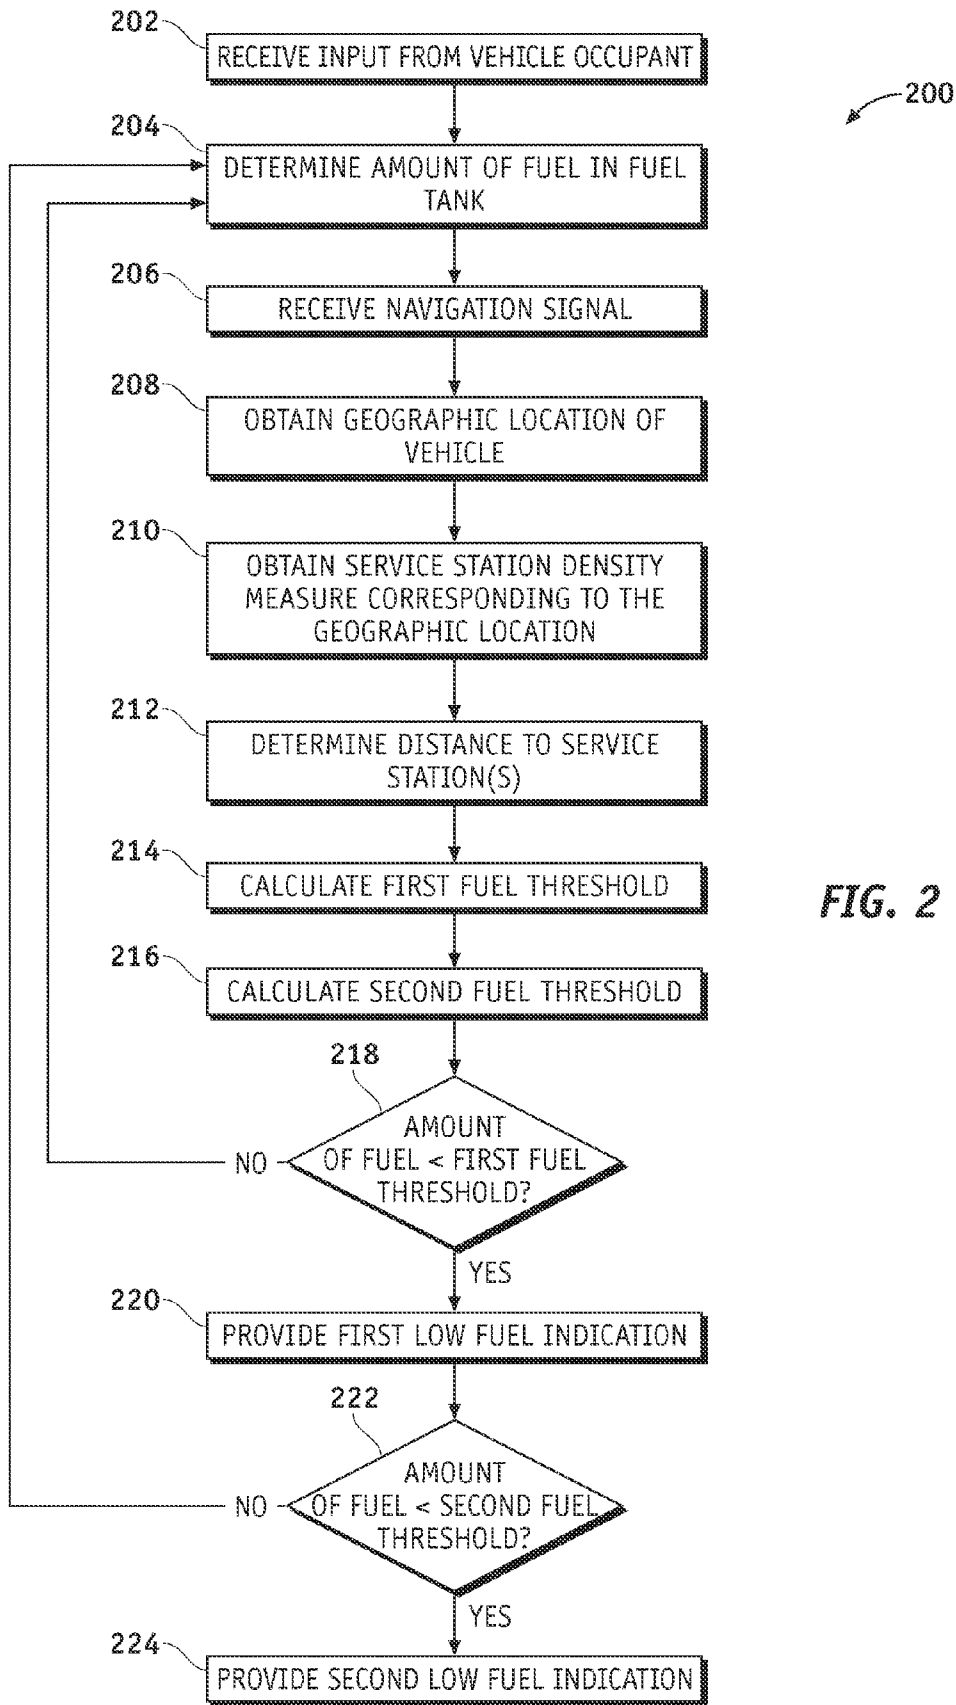 202
RECEIVE INPUT FROM VEHICLE OCCUPANT
200
204
DETERMINE AMOUNT OF FUEL IN FUEL
TANK
206
RECEIVE NAVIGATION SIGNAL
208
OBTAIN GEOGRAPHIC LOCATION OF
VEHICLE
210
OBTAIN SERVICE STATION DENSITY
MEASURE CORRESPONDING TO THE
GEOGRAPHIC LOCATION
212
DETERMINE DISTANCE TO SERVICE
STATION(S)
214
CALCULATE FIRST FUEL THRESHOLD
FIG. 2
216
CALCULATE SECOND FUEL THRESHOLD
218
AMOUNT
OF FUEL < FIRST FUEL
THRESHOLD?
NO
YES
220
PROVIDE FIRST LOW FUEL INDICATION
222
AMOUNT
OF FUEL < SECOND FUEL
THRESHOLD?
NO
YES
224
PROVIDE SECOND LOW FUEL INDICATION